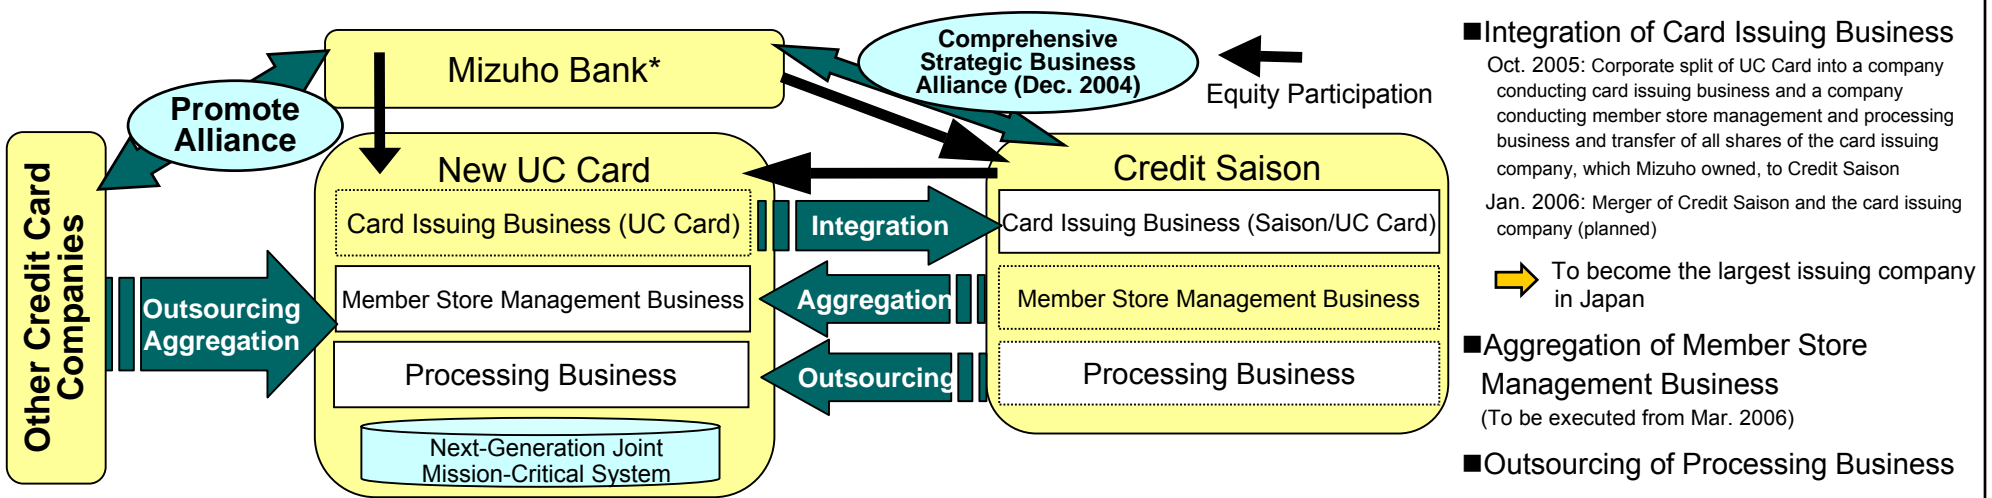 Mizuho Bank*
Comprehensive
Strategic Business
Alliance (Dec. 2004)
Equity Participation
Promote
Alliance
Other Credit Card
Companies
Outsourcing
Aggregation
New UC Card
Card Issuing Business (UC Card)
Member Store Management Business
Processing Business
Next-Generation Joint
Mission-Critical System
Integration
Aggregation
Outsourcing
Credit Saison
Card Issuing Business (Saison/UC Card)
Member Store Management Business
Processing Business
■Integration of Card Issuing Business
Oct. 2005: Corporate split of UC Card into a company
conducting card issuing business and a company
conducting member store management and processing
business and transfer of all shares of the card issuing
company, which Mizuho owned, to Credit Saison
Jan. 2006: Merger of Credit Saison and the card issuing
company (planned)
To become the largest issuing company
in Japan
■Aggregation of Member Store
Management Business
(To be executed from Mar. 2006)
■Outsourcing of Processing Business